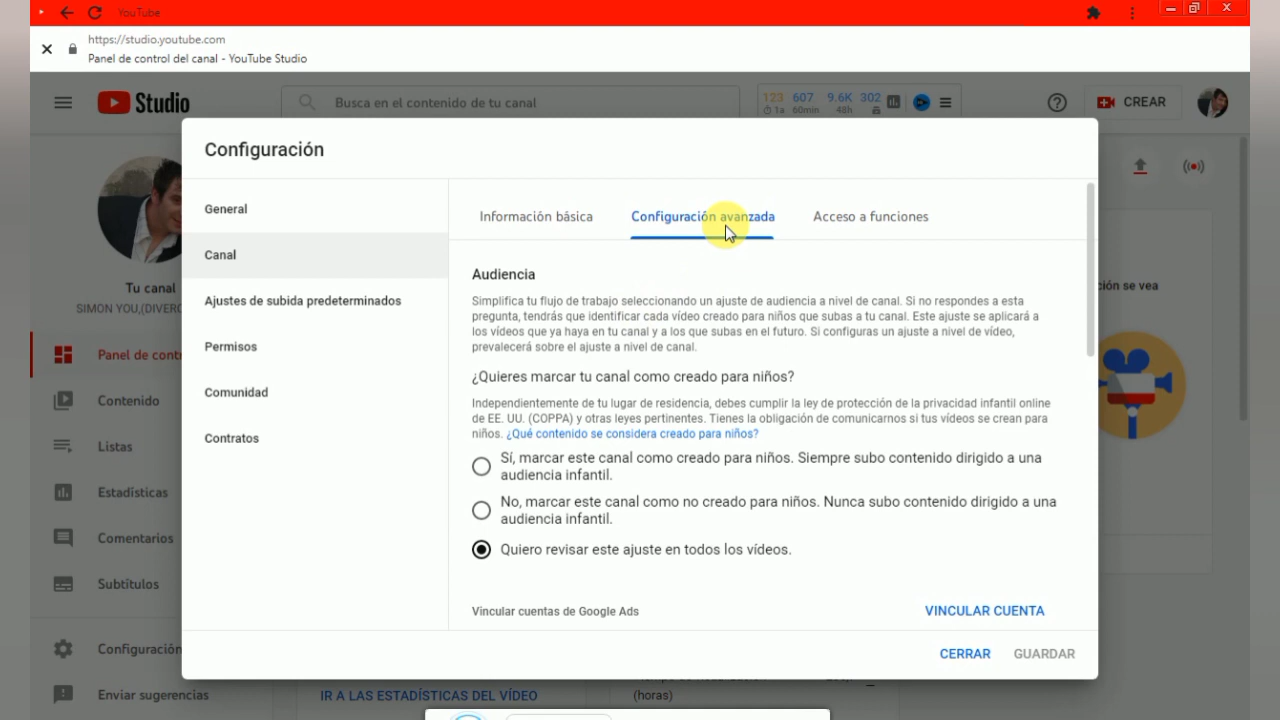 YouTube
https://studio.youtube.com
Panel de control del canal - YouTube Studio
Studio
Busca en el contenido de tu canal
123 607 9.6K 302
1a 60min 48h
CREAR
Configuración
General
Canal
Ajustes de subida predeterminados
Permisos
Comunidad
Contratos
Información básica
Configuración avanzada
Acceso a funciones
Audiencia
Simplifica tu flujo de trabajo seleccionando un ajuste de audiencia a nivel de canal. Si no respondes a esta
pregunta, tendrás que identificar cada vídeo creado para niños que subas a tu canal. Este ajuste se aplicará a
los vídeos que ya haya en tu canal y a los que subas en el futuro. Si configuras un ajuste a nivel de vídeo,
prevalecerá sobre el ajuste a nivel de canal.
¿Quieres marcar tu canal como creado para niños?
Independientemente de tu lugar de residencia, debes cumplir la ley de protección de la privacidad infantil online
de EE. UU. (COPPA) y otras leyes pertinentes. Tienes la obligación de comunicarnos si tus vídeos se crean para
niños. ¿Qué contenido se considera creado para niños?
Sí, marcar este canal como creado para niños. Siempre subo contenido dirigido a una
audiencia infantil.
No, marcar este canal como no creado para niños. Nunca subo contenido dirigido a una
audiencia infantil.
Quiero revisar este ajuste en todos los vídeos.
Vincular cuentas de Google Ads
VINCULAR CUENTA
CERRAR
GUARDAR
Tu canal
SIMON YOU,(DIVERC
Panel de contr
Contenido
Listas
Estadísticas
Comentarios
Subtítulos
Configuración
Enviar sugerencias
ción se vea
IR A LAS ESTADÍSTICAS DEL VÍDEO
(horas)